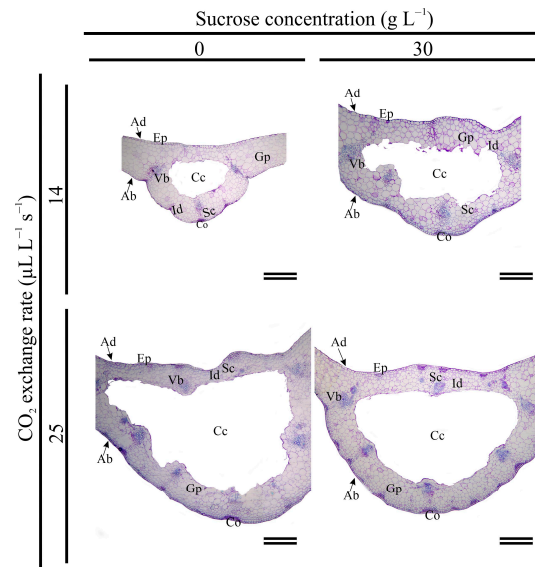 Sucrose concentration (g L⁻¹)
0 30
CO₂ exchange rate (µL L⁻¹ s⁻¹)
14
Ad
Ep
Gp
Vb
Cc
Ab
Id
Sc
Co
Ad
Ep
Gp
Id
Vb
Cc
Ab
Sc
Co
25
Ad
Ep
Sc
Vb
Id
Cc
Ab
Gp
Co
Ad
Ep
Sc
Id
Vb
Cc
Gp
Ab
Co